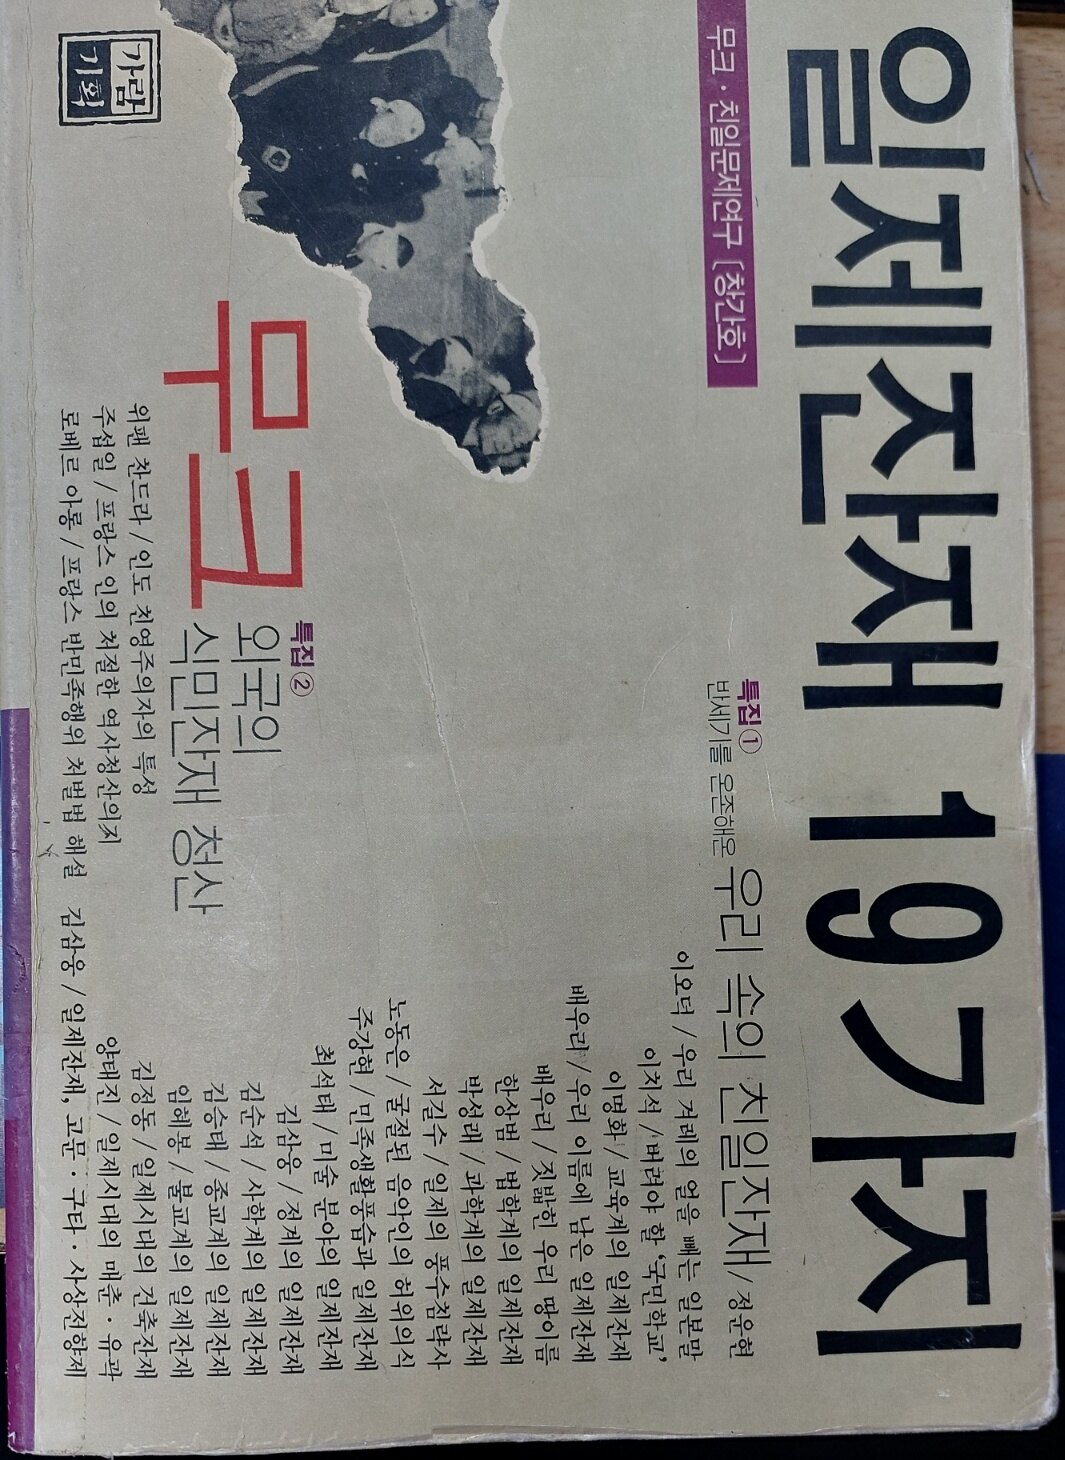 일제잔재 19가지
무크 · 친일문제연구 [창간호]
특집①
반세기를 온존해온 우리 속의 친일잔재 / 정운현
이오덕 / 우리 겨레의 얼을 빼는 일본말
이치석 / 버려야 할 '국민학교'
이명화 / 교육계의 일제잔재
배우리 / 우리 이름에 남은 일제잔재
배우리 / 짓밟힌 우리 땅이름
한상범 / 법학계의 일제잔재
박성래 / 과학계의 일제잔재
서길수 / 일제의 풍수침략사
노동은 / 굴절된 음악인의 허위의식
주강현 / 민족생활풍습과 일제잔재
최석태 / 미술 분야의 일제잔재
김삼웅 / 정계의 일제잔재
김순석 / 사학계의 일제잔재
김승태 / 종교계의 일제잔재
임혜봉 / 불교계의 일제잔재
김정동 / 일제시대의 건축잔재
양태진 / 일제시대의 매춘 · 유곽
김삼웅 / 일제잔재, 고문 · 구타 · 사상전향제
무크
특집②
외국의
식민잔재 청산
위팬 찬드라 / 인도 친영주의자의 특성
주섭일 / 프랑스 인의 처절한 역사청산의지
로베르 아롱 / 프랑스 반민족행위 처벌법 해설
가람
기획